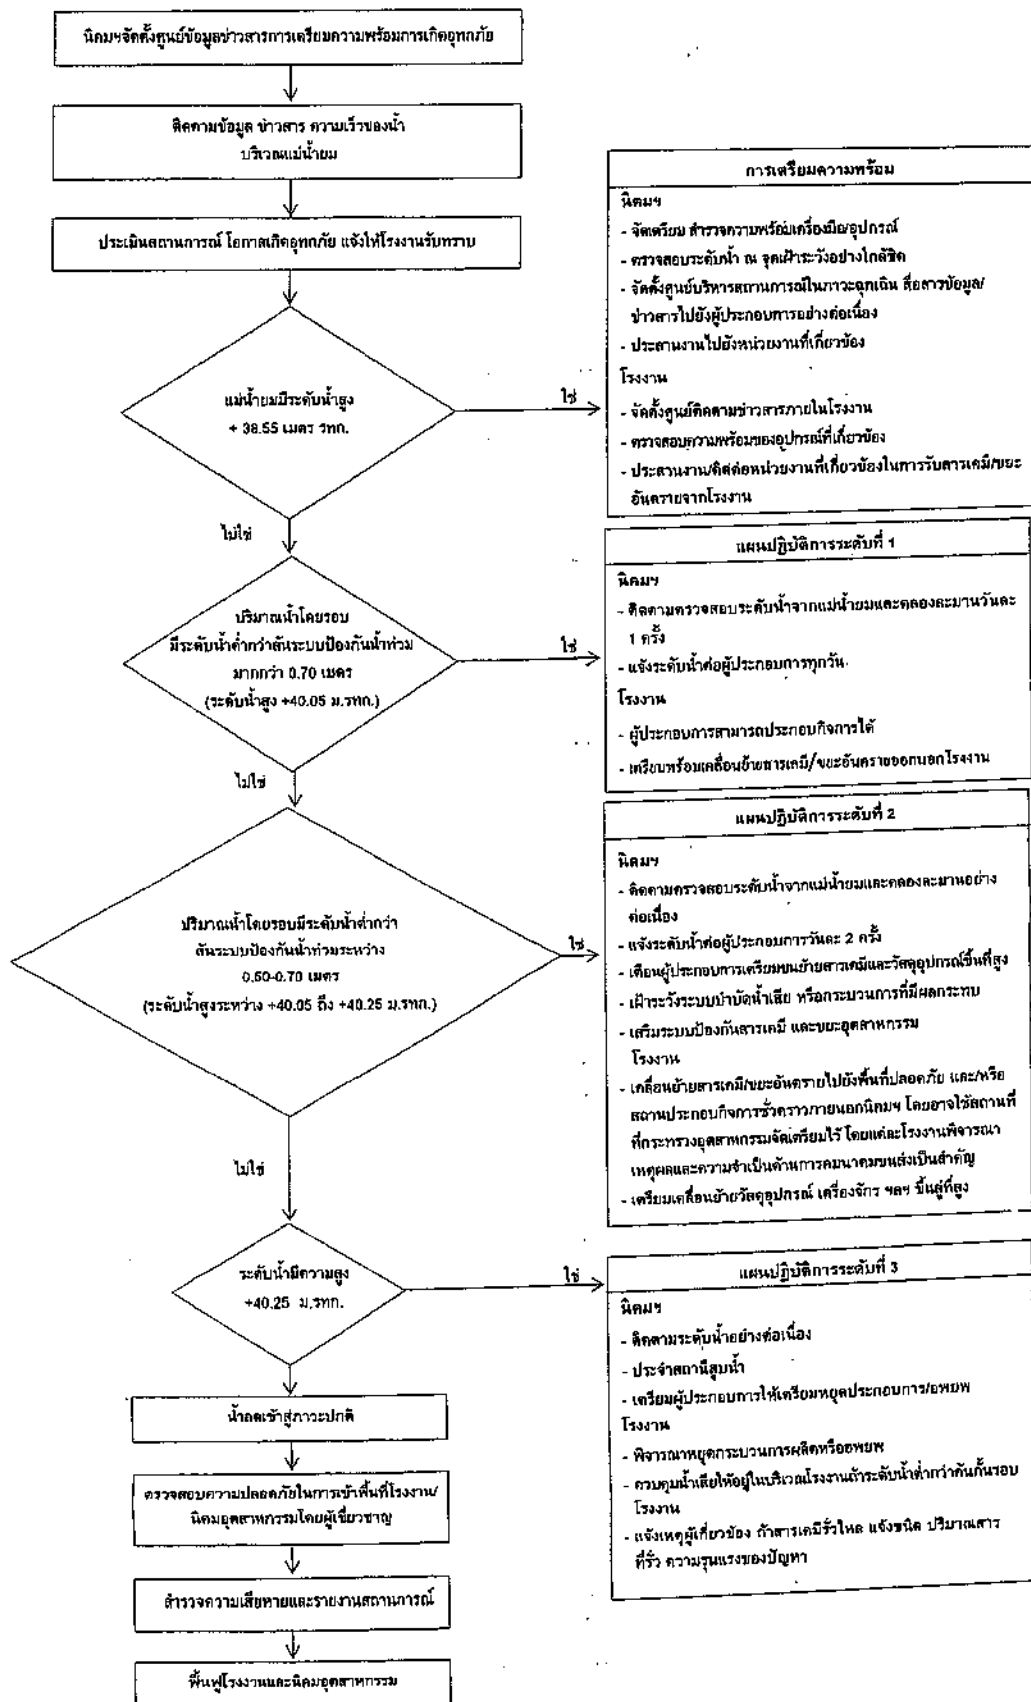 นิคมฯจัดตั้งศูนย์ข้อมูลข่าวสารการเตรียมความพร้อมการเกิดอุทกภัย
ติดตามข้อมูล ข่าวสาร ความเร็วของน้ำ
บริเวณแม่น้ำยม
ประเมินสถานการณ์ โอกาสเกิดอุทกภัย แจ้งให้โรงงานรับทราบ
แม่น้ำยมมีระดับน้ำสูง
+ 38.55 เมตร รทก.
ใช่
ไม่ใช่
การเตรียมความพร้อม
นิคมฯ
- จัดเตรียม สำรวจความพร้อมเครื่องมือ/อุปกรณ์
- ตรวจสอบระดับน้ำ ณ จุดเฝ้าระวังอย่างใกล้ชิด
- จัดตั้งศูนย์บริหารสถานการณ์ในภาวะฉุกเฉิน สื่อสารข้อมูล/
ข่าวสารไปยังผู้ประกอบการอย่างต่อเนื่อง
- ประสานงานไปยังหน่วยงานที่เกี่ยวข้อง
โรงงาน
- จัดตั้งศูนย์ติดตามข่าวสารภายในโรงงาน
- ตรวจสอบความพร้อมของอุปกรณ์ที่เกี่ยวข้อง
- ประสานงาน/ติดต่อหน่วยงานที่เกี่ยวข้องในการรับสารเคมี/ขยะ
อันตรายจากโรงงาน
ปริมาณน้ำโดยรอบ
มีระดับน้ำต่ำกว่าสันระบบป้องกันน้ำท่วม
มากกว่า 0.70 เมตร
(ระดับน้ำสูง +40.05 ม.รทก.)
ใช่
ไม่ใช่
แผนปฏิบัติการระดับที่ 1
นิคมฯ
- ติดตามตรวจสอบระดับน้ำจากแม่น้ำยมและคลองละมานวันละ
1 ครั้ง
- แจ้งระดับน้ำต่อผู้ประกอบการทุกวัน
โรงงาน
- ผู้ประกอบการสามารถประกอบกิจการได้
- เตรียมพร้อมเคลื่อนย้ายสารเคมี/ขยะอันตรายออกนอกโรงงาน
ปริมาณน้ำโดยรอบมีระดับน้ำต่ำกว่า
สันระบบป้องกันน้ำท่วมระหว่าง
0.50-0.70 เมตร
(ระดับน้ำสูงระหว่าง +40.05 ถึง +40.25 ม.รทก.)
ใช่
ไม่ใช่
แผนปฏิบัติการระดับที่ 2
นิคมฯ
- ติดตามตรวจสอบระดับน้ำจากแม่น้ำยมและคลองละมานอย่าง
ต่อเนื่อง
- แจ้งระดับน้ำต่อผู้ประกอบการวันละ 2 ครั้ง
- เตือนผู้ประกอบการเตรียมขนย้ายสารเคมีและวัสดุอุปกรณ์ขึ้นที่สูง
- เฝ้าระวังระบบบำบัดน้ำเสีย หรือกระบวนการที่มีผลกระทบ
- เสริมระบบป้องกันสารเคมี และขยะอุตสาหกรรม
โรงงาน
- เคลื่อนย้ายสารเคมี/ขยะอันตรายไปยังพื้นที่ปลอดภัย และ/หรือ
สถานประกอบกิจการชั่วคราวภายนอกนิคมฯ โดยอาจใช้สถานที่
ที่กระทรวงอุตสาหกรรมจัดเตรียมไว้ โดยแต่ละโรงงานพิจารณา
เหตุผลและความจำเป็นด้านการคมนาคมขนส่งเป็นสำคัญ
- เตรียมเคลื่อนย้ายวัสดุอุปกรณ์ เครื่องจักร ฯลฯ ขึ้นสู่ที่สูง
ระดับน้ำมีความสูง
+40.25 ม.รทก.
ใช่
แผนปฏิบัติการระดับที่ 3
นิคมฯ
- ติดตามระดับน้ำอย่างต่อเนื่อง
- ประจำสถานีสูบน้ำ
- เตรียมผู้ประกอบการให้เตรียมหยุดประกอบการ/อพยพ
โรงงาน
- พิจารณาหยุดกระบวนการผลิตหรืออพยพ
- ควบคุมน้ำเสียให้อยู่ในบริเวณโรงงานถ้าระดับน้ำต่ำกว่าคันกั้นรอบ
โรงงาน
- แจ้งเหตุผู้เกี่ยวข้อง ถ้าสารเคมีรั่วไหล แจ้งชนิด ปริมาณสาร
ที่รั่ว ความรุนแรงของปัญหา
น้ำลดเข้าสู่ภาวะปกติ
ตรวจสอบความปลอดภัยในการเข้าพื้นที่โรงงาน/
นิคมอุตสาหกรรมโดยผู้เชี่ยวชาญ
สำรวจความเสียหายและรายงานสถานการณ์
ฟื้นฟูโรงงานและนิคมอุตสาหกรรม